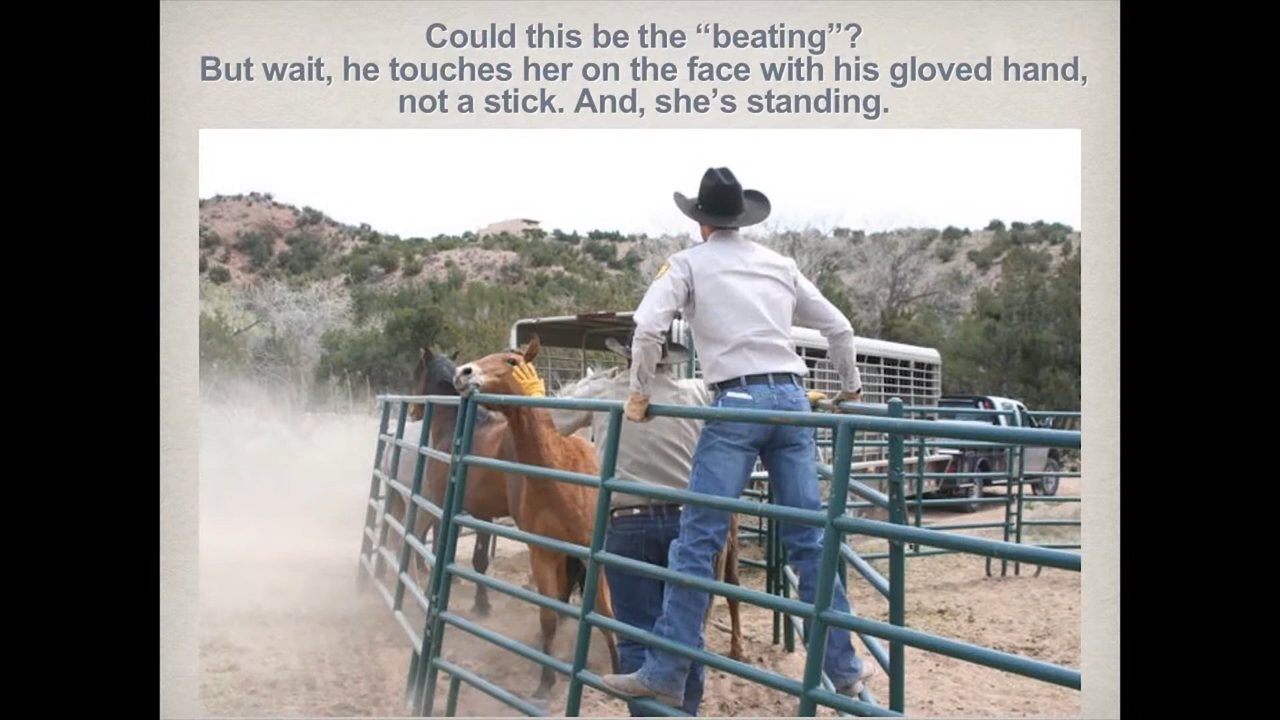 Could this be the “beating”?
But wait, he touches her on the face with his gloved hand,
not a stick. And, she’s standing.